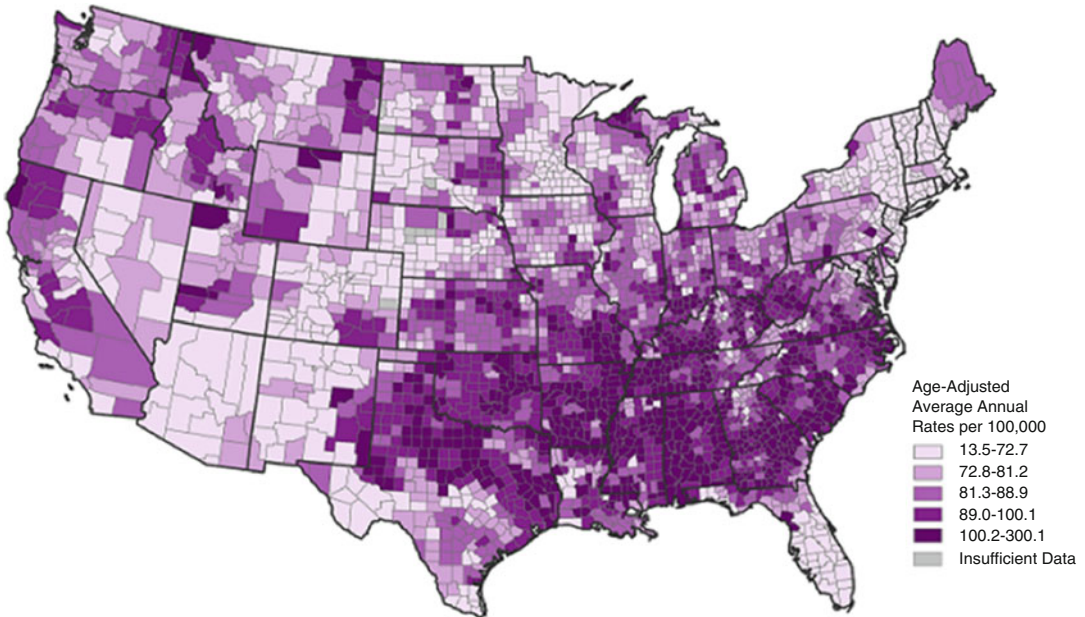 Age-Adjusted
Average Annual
Rates per 100,000
13.5-72.7
72.8-81.2
81.3-88.9
89.0-100.1
100.2-300.1
Insufficient Data